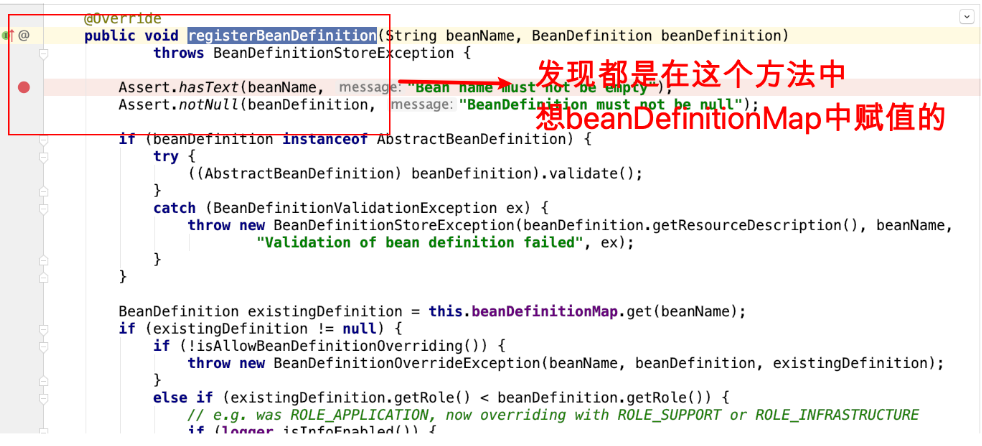 @Override
public void registerBeanDefinition(String beanName, BeanDefinition beanDefinition)
throws BeanDefinitionStoreException {
Assert.hasText(beanName, message: "Bean name must not be empty");
Assert.notNull(beanDefinition, message: "BeanDefinition must not be null");
发现都是在这个方法中
想beanDefinitionMap中赋值的
if (beanDefinition instanceof AbstractBeanDefinition) {
try {
((AbstractBeanDefinition) beanDefinition).validate();
}
catch (BeanDefinitionValidationException ex) {
throw new BeanDefinitionStoreException(beanDefinition.getResourceDescription(), beanName,
"Validation of bean definition failed", ex);
}
}
BeanDefinition existingDefinition = this.beanDefinitionMap.get(beanName);
if (existingDefinition != null) {
if (!isAllowBeanDefinitionOverriding()) {
throw new BeanDefinitionOverrideException(beanName, beanDefinition, existingDefinition);
}
else if (existingDefinition.getRole() < beanDefinition.getRole()) {
// e.g. was ROLE_APPLICATION, now overriding with ROLE_SUPPORT or ROLE_INFRASTRUCTURE
if (logger.isInfoEnabled()) {